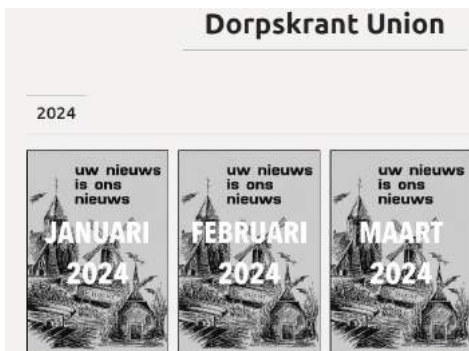 Dorpskrant Union
2024
uw nieuws
is ons
nieuws
JANUARI
2024
uw nieuws
is ons
nieuws
FEBRUARI
2024
uw nieuws
is ons
nieuws
MAART
2024